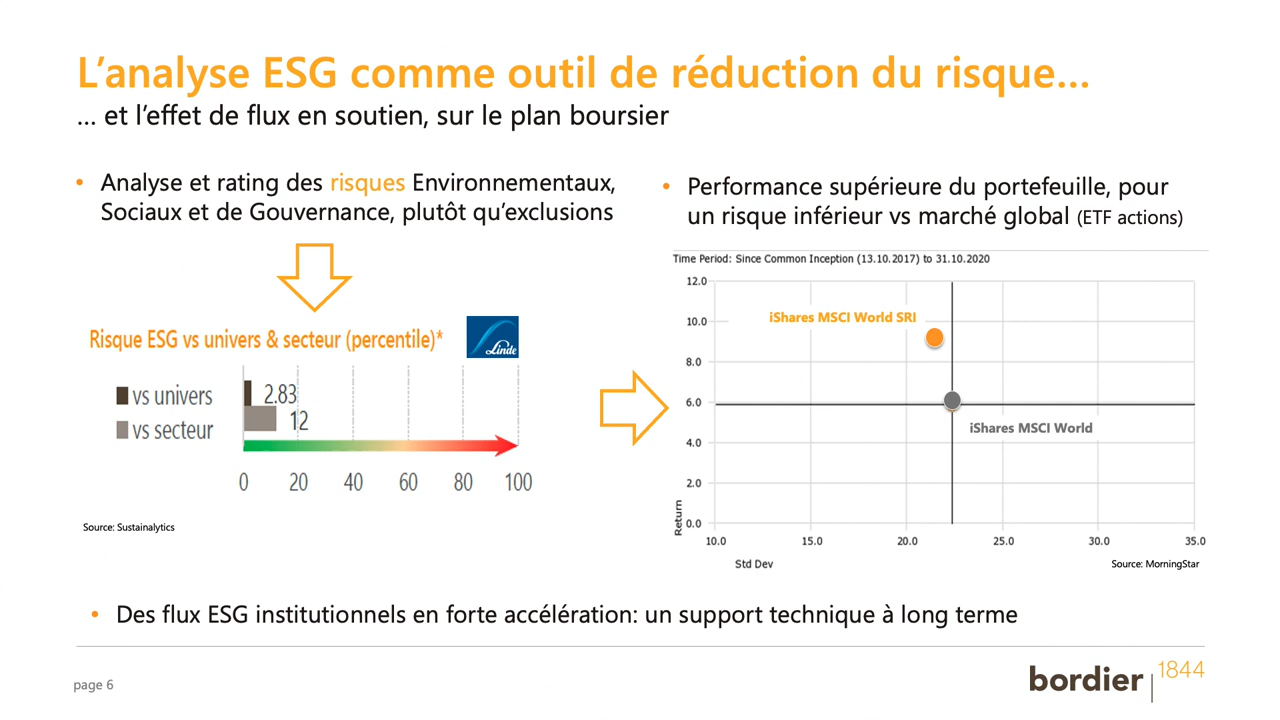 L’analyse ESG comme outil de réduction du risque…
… et l’effet de flux en soutien, sur le plan boursier
• Analyse et rating des risques Environnementaux,
Sociaux et de Gouvernance, plutôt qu’exclusions
Risque ESG vs univers & secteur (percentile)*
Linde
vs univers
2.83
vs secteur
12
0 20 40 60 80 100
Source: Sustainalytics
• Performance supérieure du portefeuille, pour
un risque inférieur vs marché global (ETF actions)
Time Period: Since Common Inception (13.10.2017) to 31.10.2020
12.0
10.0
8.0
6.0
4.0
2.0
0.0
Return
iShares MSCI World SRI
iShares MSCI World
10.0 15.0 20.0 25.0 30.0 35.0
Std Dev
Source: MorningStar
• Des flux ESG institutionnels en forte accélération: un support technique à long terme
page 6
bordier 1844